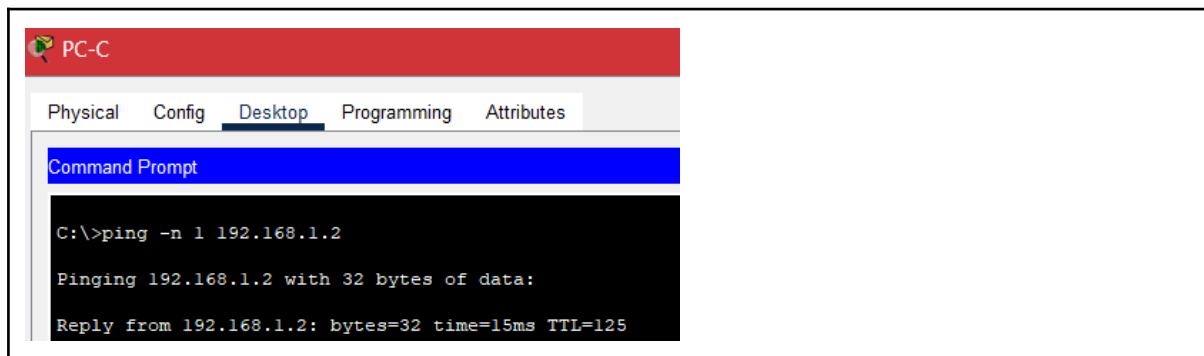 PC-C
Physical Config Desktop Programming Attributes
Command Prompt
C:\>ping -n 1 192.168.1.2
Pinging 192.168.1.2 with 32 bytes of data:
Reply from 192.168.1.2: bytes=32 time=15ms TTL=125